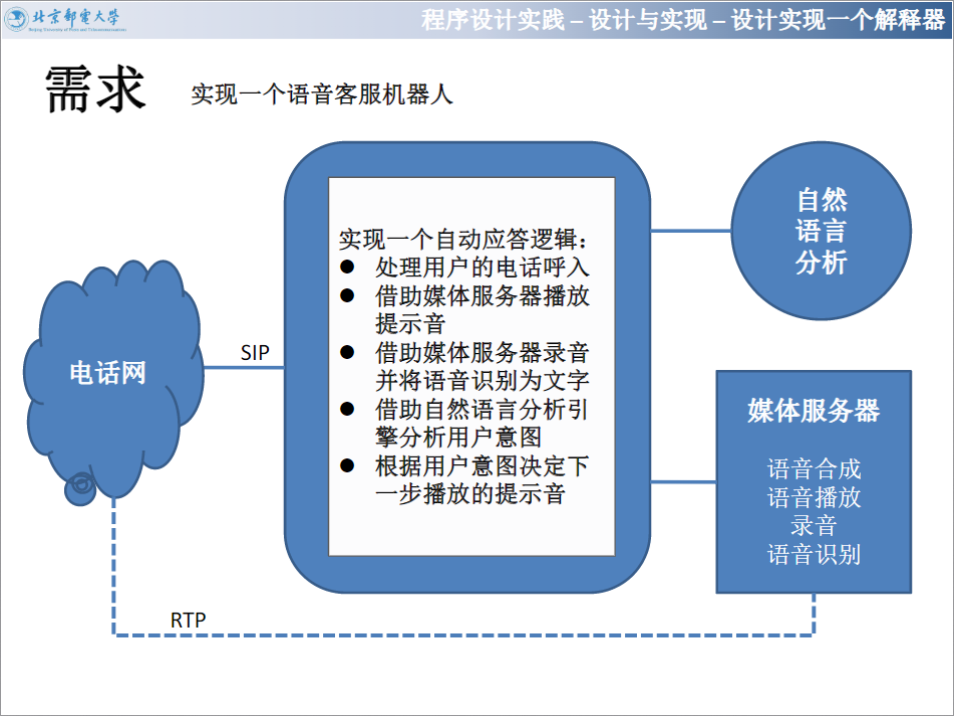 北京邮电大学
Beijing University of Posts and Telecommunications
程序设计实践 – 设计与实现 – 设计实现一个解释器
需求
实现一个语音客服机器人
实现一个自动应答逻辑：
● 处理用户的电话呼入
● 借助媒体服务器播放
提示音
● 借助媒体服务器录音
并将语音识别为文字
● 借助自然语言分析引
擎分析用户意图
● 根据用户意图决定下
一步播放的提示音
自然
语言
分析
电话网
SIP
媒体服务器
语音合成
语音播放
录音
语音识别
RTP